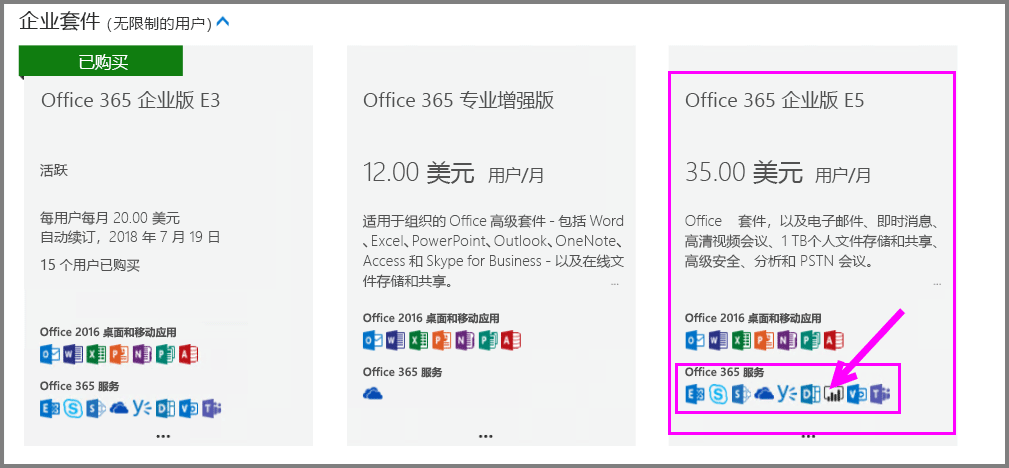 企业套件 (无限制的用户)
已购买
Office 365 企业版 E3
活跃
每用户每月 20.00 美元
自动续订，2018 年 7 月 19 日
15 个用户已购买
Office 2016 桌面和移动应用
Office 365 服务
...
Office 365 专业增强版
12.00 美元 用户/月
适用于组织的 Office 高级套件 - 包括 Word
、Excel、PowerPoint、Outlook、OneNote、
Access 和 Skype for Business - 以及在线文
件存储和共享。
...
Office 2016 桌面和移动应用
Office 365 服务
...
Office 365 企业版 E5
35.00 美元 用户/月
Office 套件，以及电子邮件、即时消息、
高清视频会议、1 TB个人文件存储和共享、
高级安全、分析和 PSTN 会议。
...
Office 2016 桌面和移动应用
Office 365 服务
...